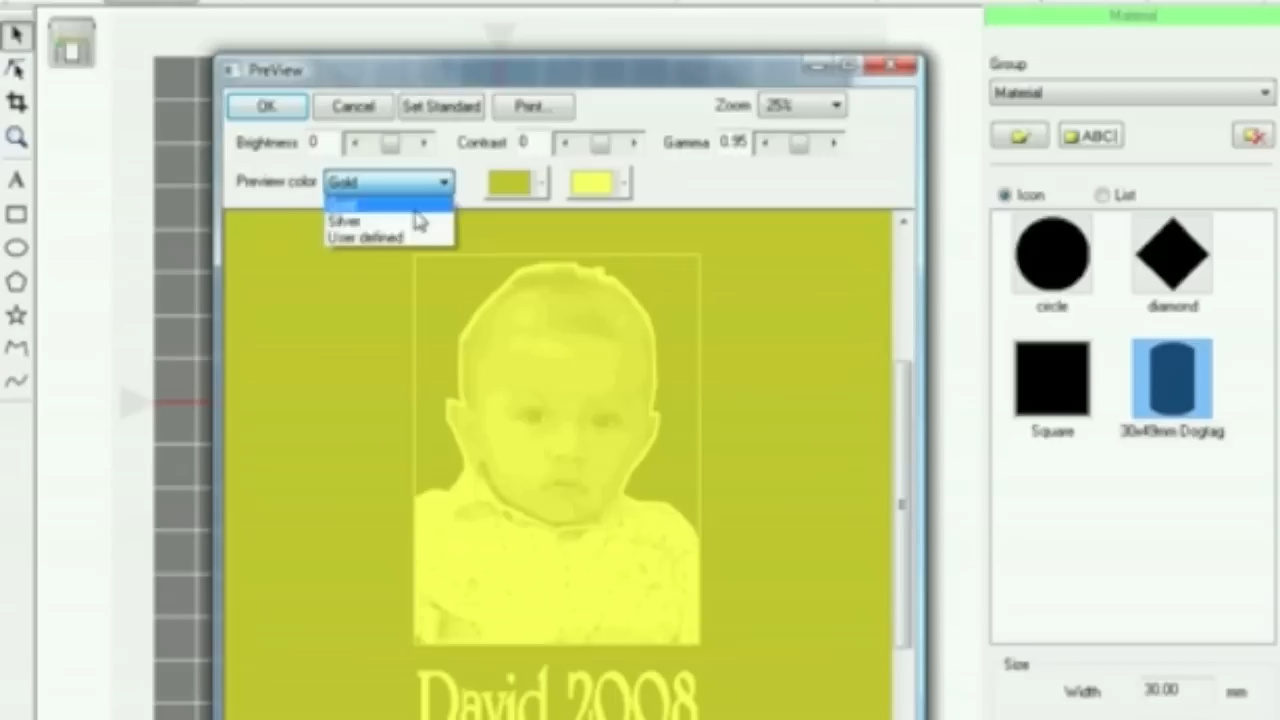 Material
PreView
Group
Material
OK
Cancel
Set Standard
Print...
Zoom
25%
ABC
Brightness
0
Contrast
0
Gamma
0.95
Preview color
Gold
Icon
List
Silver
User defined
circle
diamond
Square
30x49mm Dogtag
Size
Width
30.00
mm
David 2008